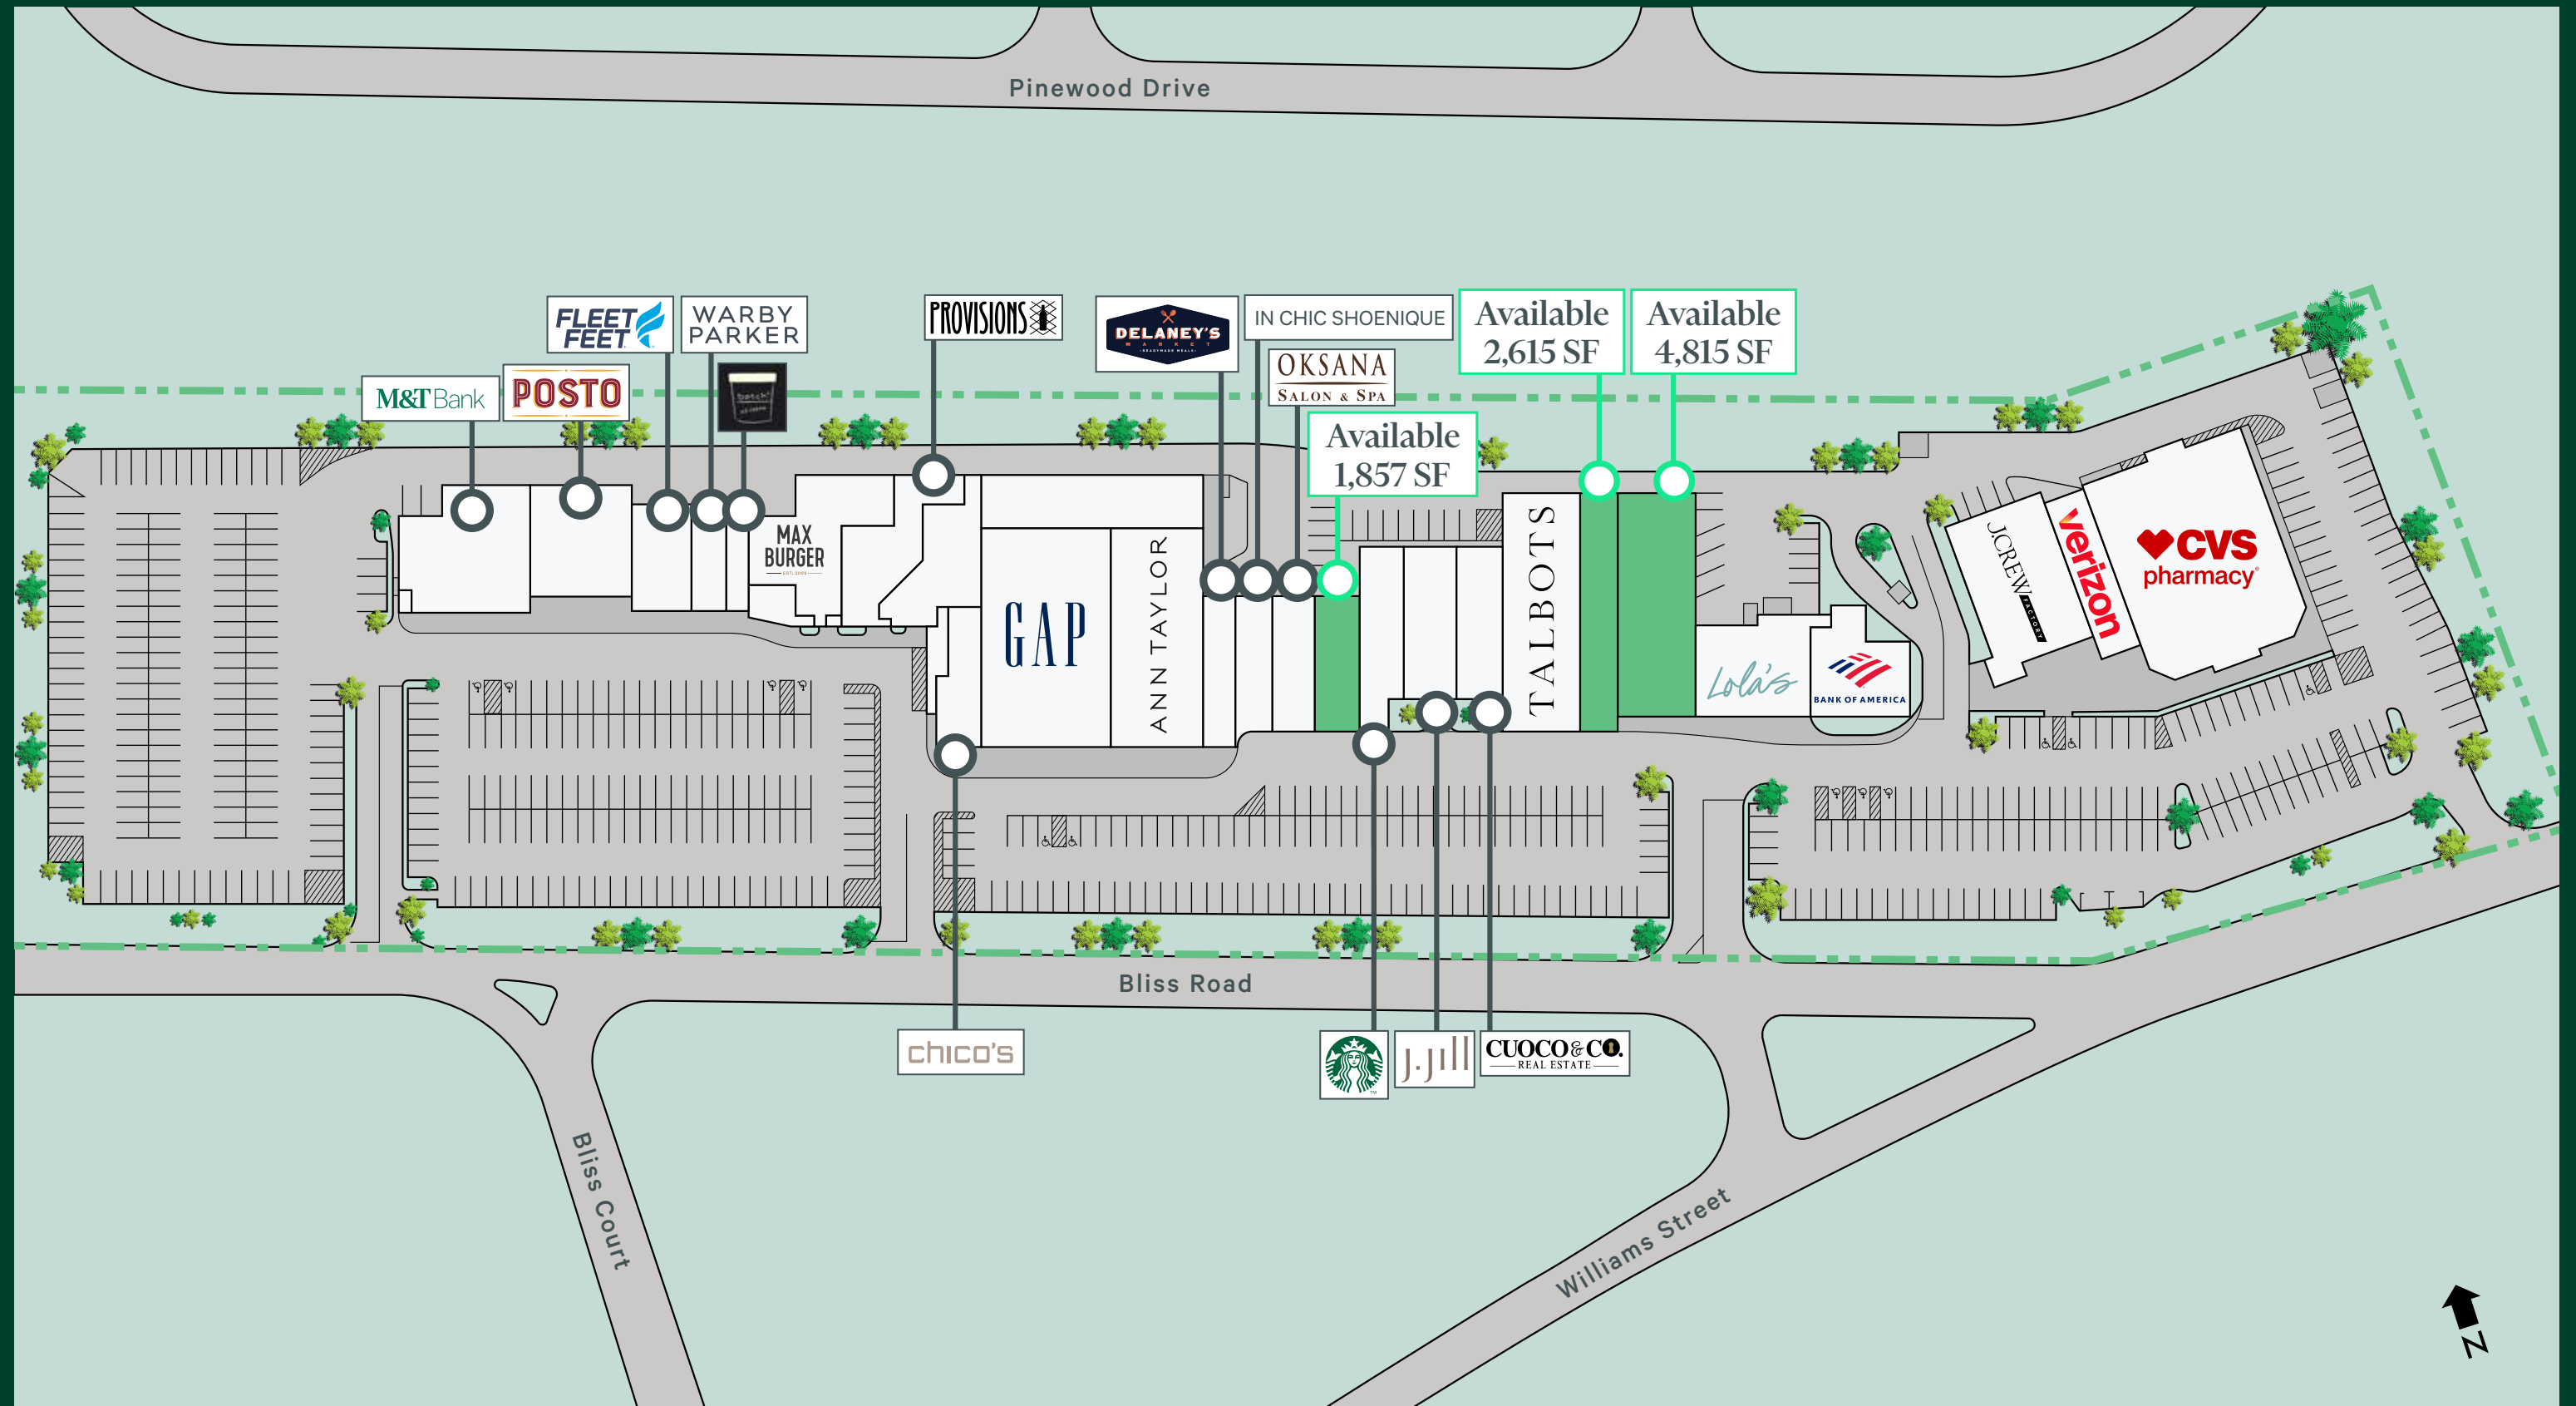 Pinewood Drive
FLEET
FEET
WARBY
PARKER
PROVISIONS
DELANEY'S
MARKET
IN CHIC SHOENIQUE
Available
2,615 SF
Available
4,815 SF
M&T Bank
POSTO
OKSANA
SALON & SPA
Available
1,857 SF
MAX
BURGER
GAP
ANN TAYLOR
TALBOTS
Lola's
BANK OF AMERICA
J.CREW
FACTORY
verizon
CVS
pharmacy
Bliss Road
chico's
J.Jill
CUOCO&CO.
REAL ESTATE
Bliss Court
Williams Street
N